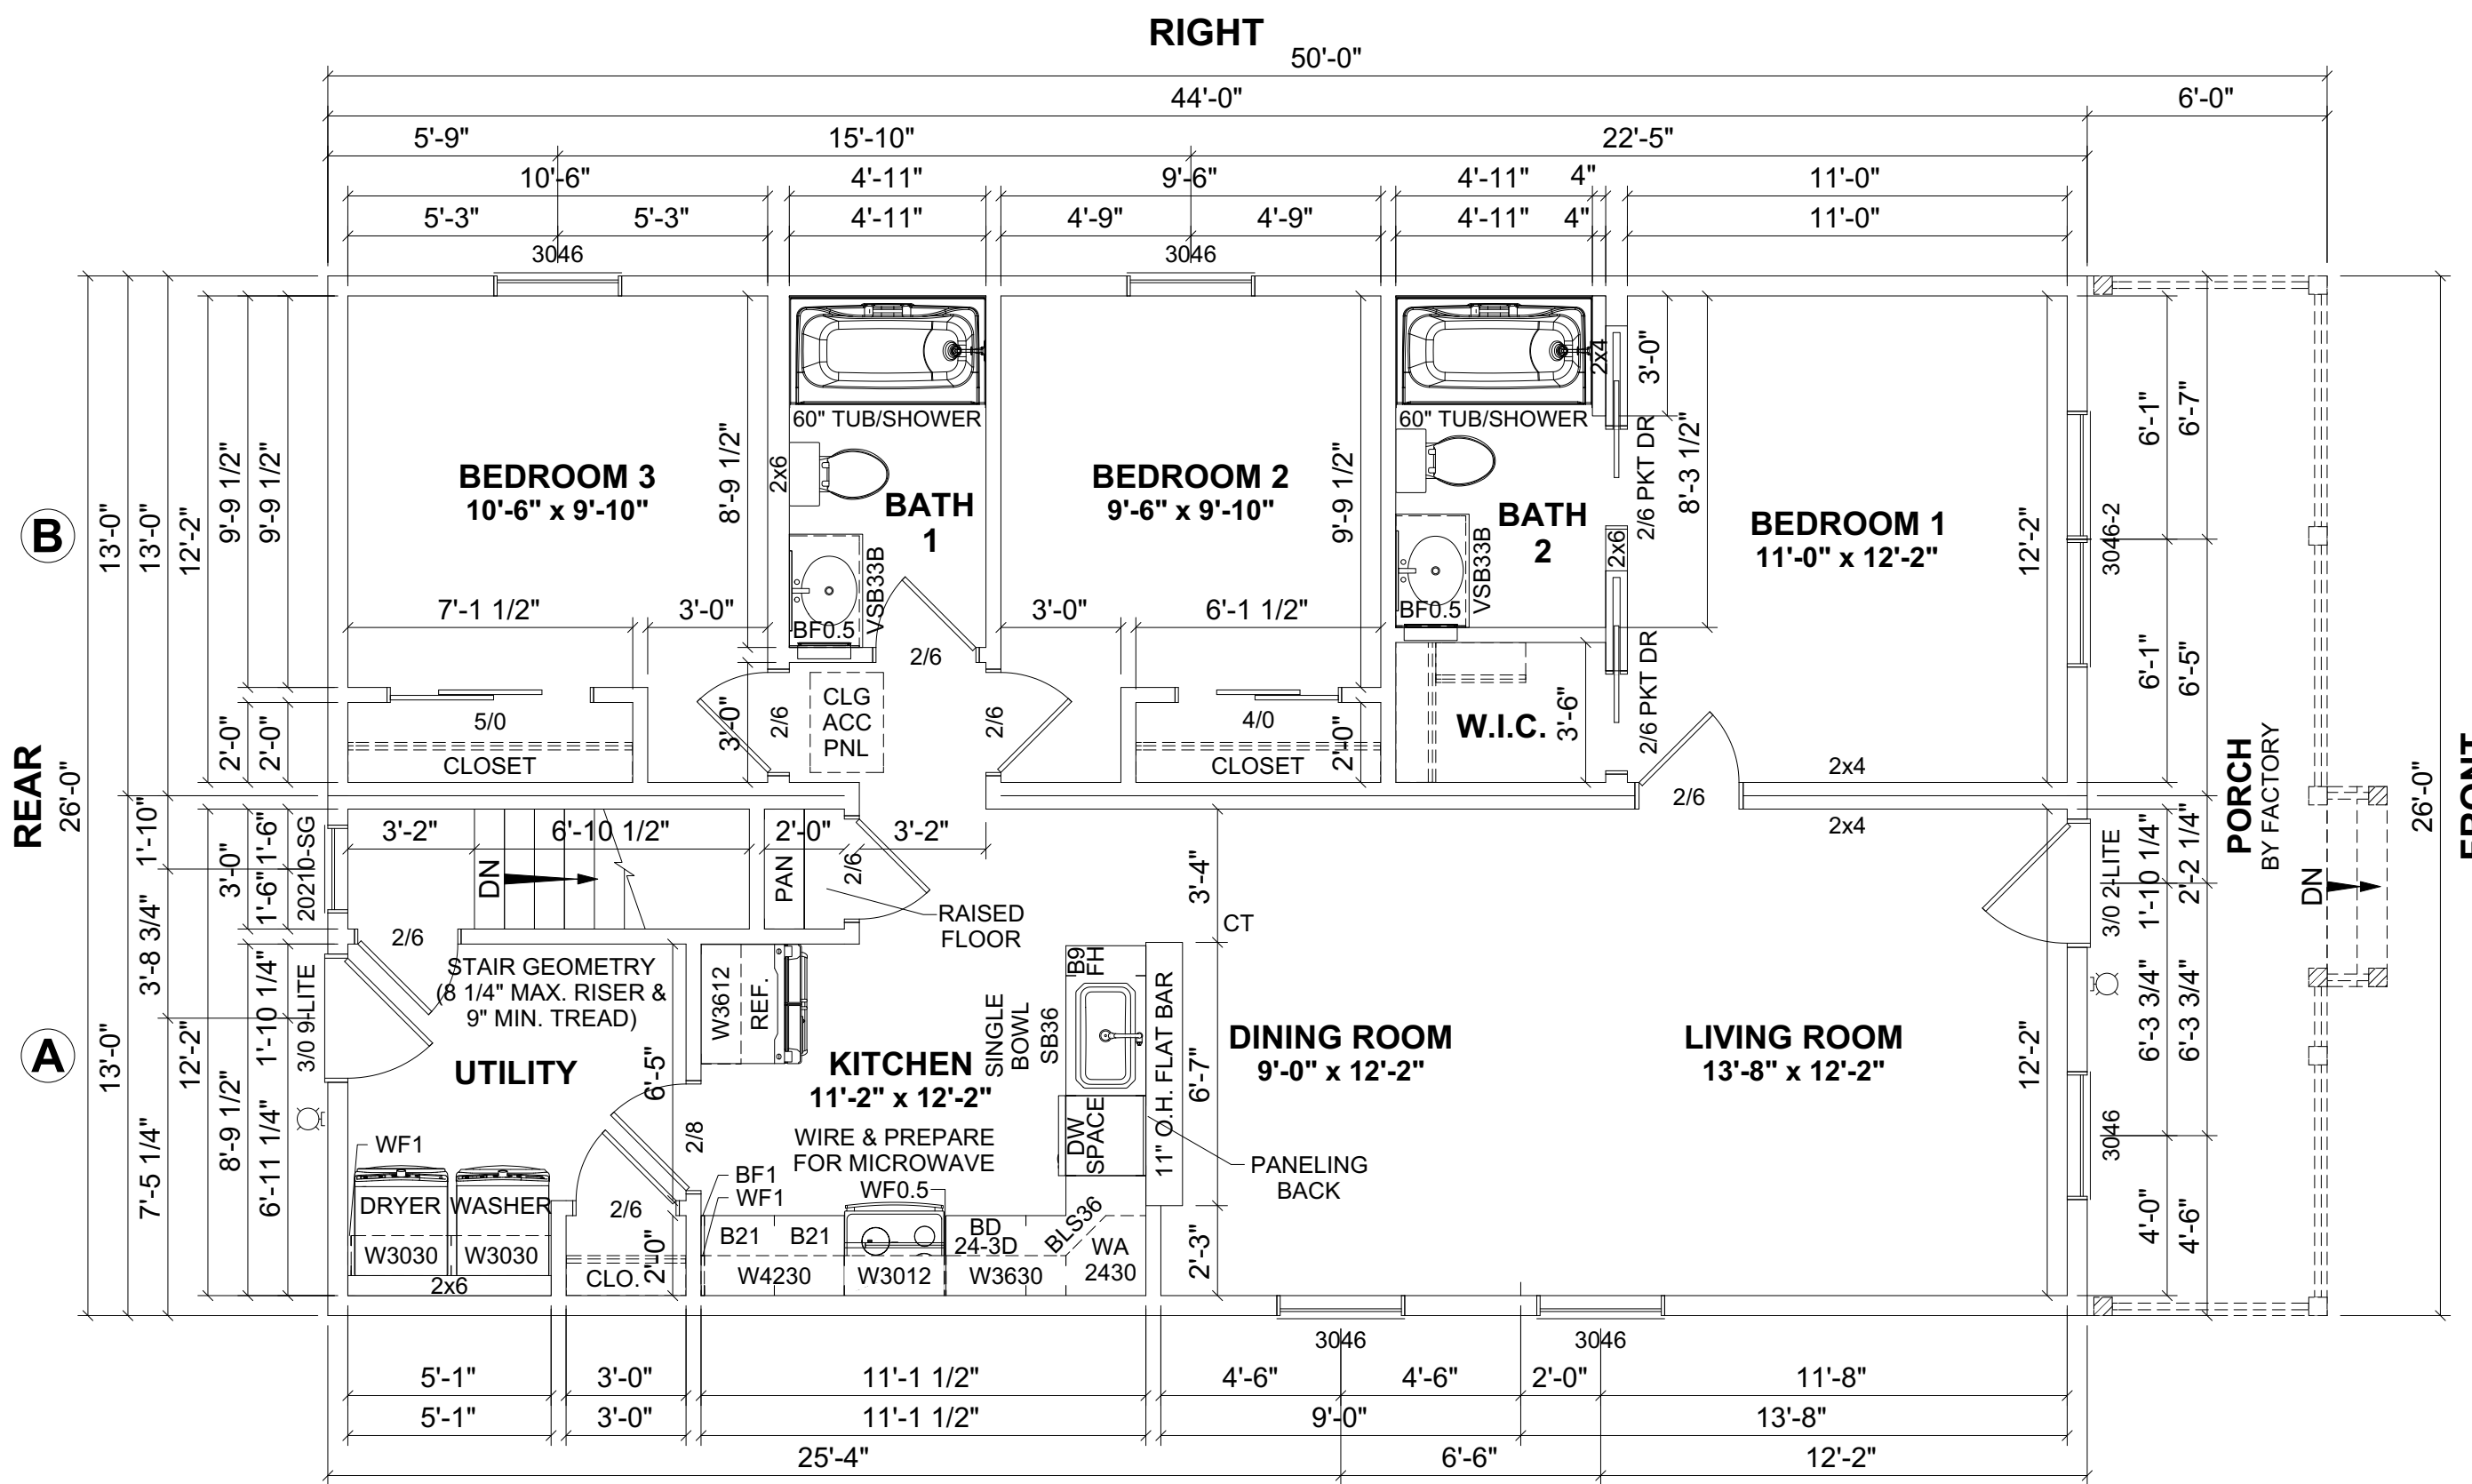 RIGHT
50'-0"
44'-0"
6'-0"
5'-9"
15'-10"
22'-5"
10'-6"
4'-11"
9'-6"
4'-11"
4"
11'-0"
5'-3"
5'-3"
4'-11"
4'-9"
4'-9"
4'-11"
4"
11'-0"
3046
3046
REAR
26'-0"
B
A
13'-0"
13'-0"
13'-0"
1'-10"
3'-8 3/4"
7'-5 1/4"
12'-2"
12'-2"
9'-9 1/2"
2'-0"
3'-0"
8'-9 1/2"
9'-9 1/2"
2'-0"
1'-6"
1'-6"
1'-10 1/4"
6'-11 1/4"
20210-SG
3/0 9-LITE
BEDROOM 3
10'-6" x 9'-10"
7'-1 1/2"
3'-0"
8'-9 1/2"
3'-0"
5/0
CLOSET
2x6
60" TUB/SHOWER
BATH
1
VSB33B
BF0.5
2/6
2/6
CLG
ACC
PNL
2/6
BEDROOM 2
9'-6" x 9'-10"
9'-9 1/2"
3'-0"
6'-1 1/2"
4/0
CLOSET
2'-0"
60" TUB/SHOWER
2x4
BATH
2
VSB33B
BF0.5
2x6
2/6 PKT DR
2/6 PKT DR
W.I.C.
3'-6"
3'-0"
8'-3 1/2"
BEDROOM 1
11'-0" x 12'-2"
12'-2"
2x4
2/6
2x4
3046-2
6'-1"
6'-1"
6'-7"
6'-5"
PORCH
BY FACTORY
26'-0"
FRONT
DN
3/0 2-LITE
1'-10 1/4"
2'-2 1/4"
6'-3 3/4"
6'-3 3/4"
3046
4'-0"
4'-6"
3'-2"
6'-10 1/2"
2'-0"
3'-2"
DN
PAN
2/6
RAISED
FLOOR
2/6
STAIR GEOMETRY
(8 1/4" MAX. RISER &
9" MIN. TREAD)
UTILITY
6'-5"
2/8
WF1
DRYER
WASHER
W3030
W3030
2x6
2/6
CLO.
2'-0"
W3612
REF.
KITCHEN
11'-2" x 12'-2"
WIRE & PREPARE
FOR MICROWAVE
BF1
WF1
WF0.5
B21
B21
BD
24-3D
BLS36
WA
2430
W4230
W3012
W3630
SINGLE
BOWL
SB36
B9
FH
DW
SPACE
11" O.H. FLAT BAR
3'-4"
CT
6'-7"
2'-3"
PANELING
BACK
DINING ROOM
9'-0" x 12'-2"
LIVING ROOM
13'-8" x 12'-2"
12'-2"
3046
3046
5'-1"
3'-0"
11'-1 1/2"
4'-6"
4'-6"
2'-0"
11'-8"
5'-1"
3'-0"
11'-1 1/2"
9'-0"
13'-8"
25'-4"
6'-6"
12'-2"